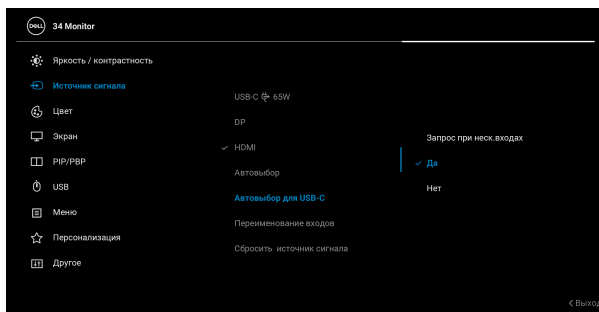 DELL 34 Monitor
Яркость / контрастность
Источник сигнала
Цвет
Экран
PIP/PBP
USB
Меню
Персонализация
Другое
USB-C 65W
DP
HDMI
Автовыбор
Автовыбор для USB-C
Переименование входов
Сбросить источник сигнала
Запрос при неск.входах
Да
Нет
Выход